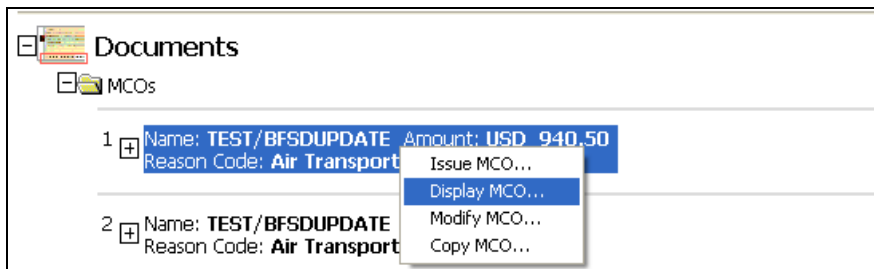 Documents
MCOs
1 Name: TEST/BFSDUPDATE Amount: USD 940.50
Reason Code: Air Transport
Issue MCO...
Display MCO...
Modify MCO...
Copy MCO...
2 Name: TEST/BFSDUPDATE
Reason Code: Air Transport